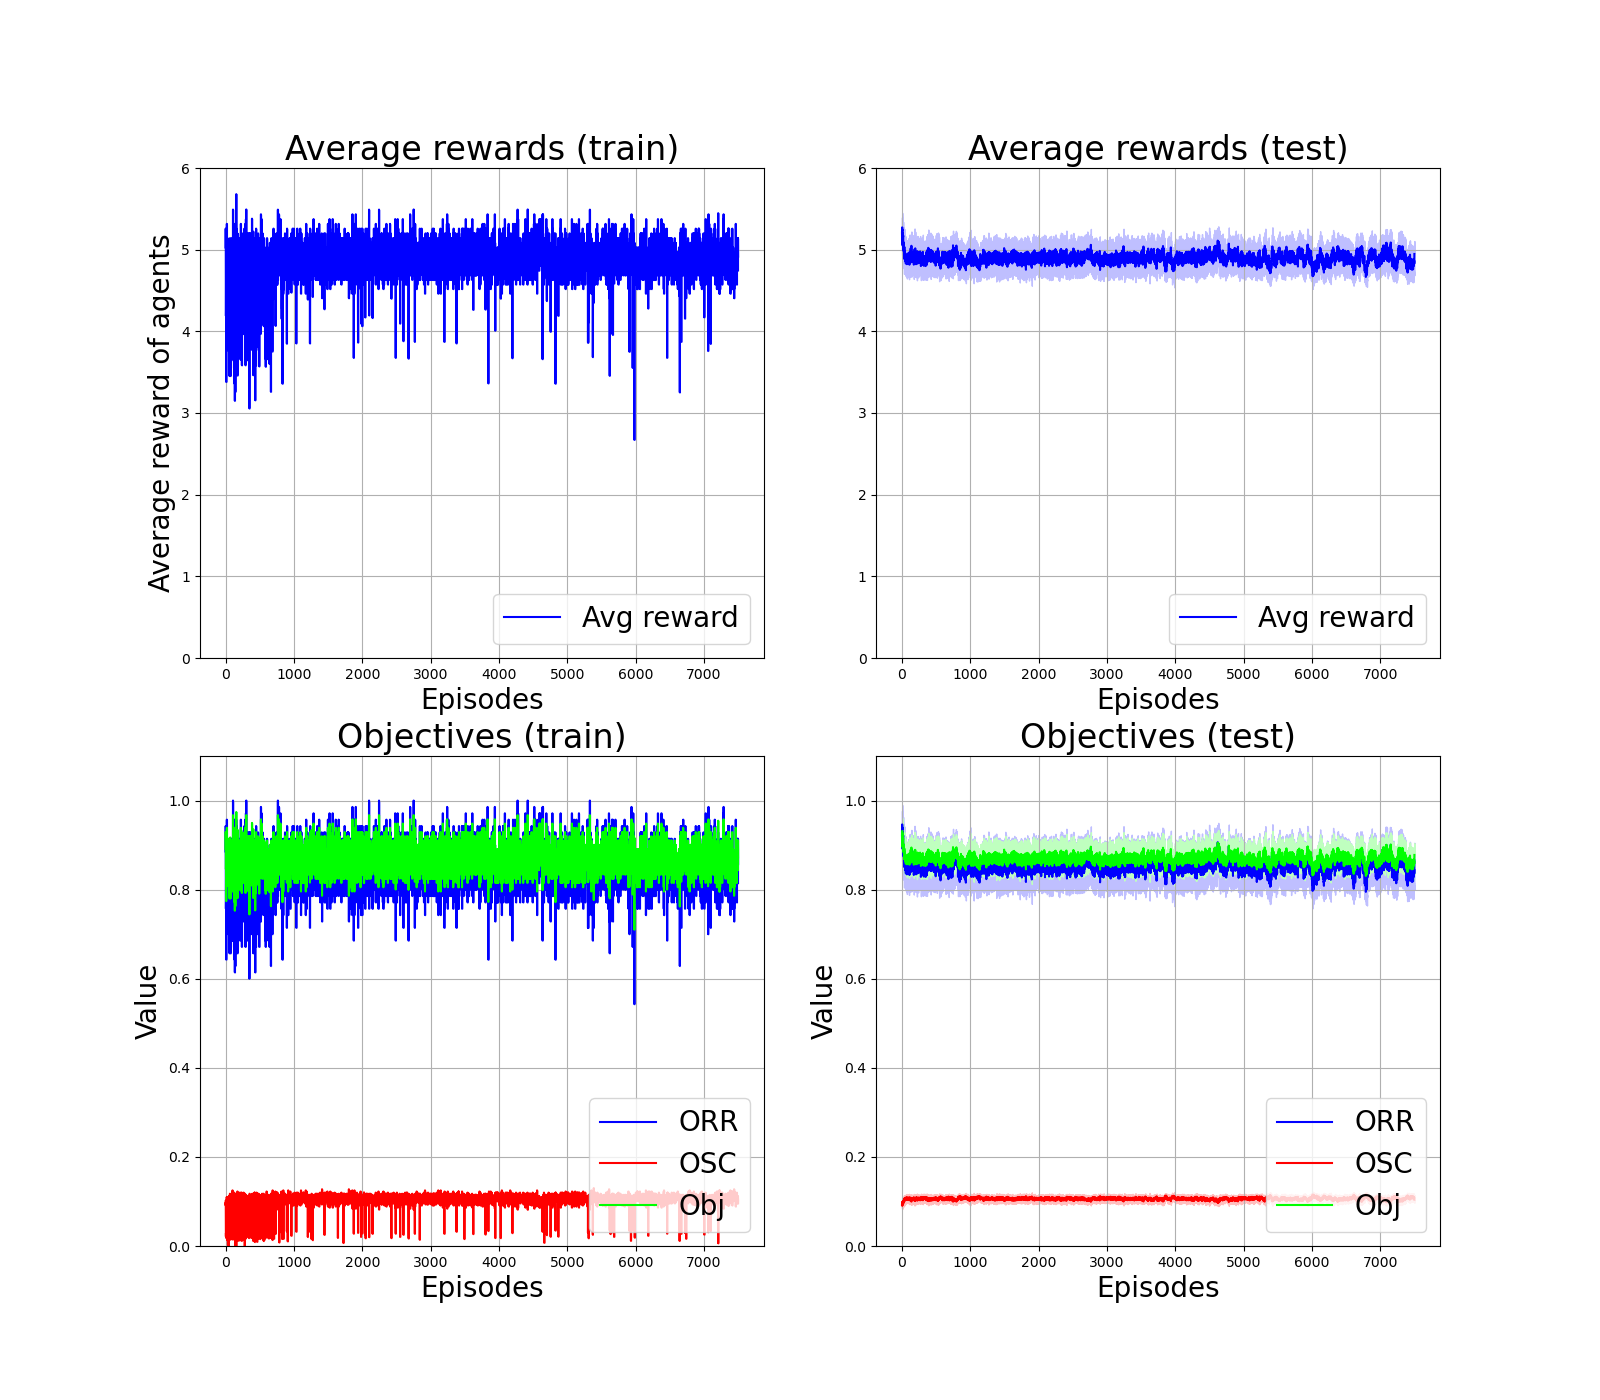 Average rewards (train)
Average reward of agents
6
5
4
3
2
1
0
0 1000 2000 3000 4000 5000 6000 7000
Episodes
Avg reward
Average rewards (test)
6
5
4
3
2
1
0
0 1000 2000 3000 4000 5000 6000 7000
Episodes
Avg reward
Objectives (train)
Value
1.0
0.8
0.6
0.4
0.2
0.0
0 1000 2000 3000 4000 5000 6000 7000
Episodes
ORR
OSC
Obj
Objectives (test)
Value
1.0
0.8
0.6
0.4
0.2
0.0
0 1000 2000 3000 4000 5000 6000 7000
Episodes
ORR
OSC
Obj